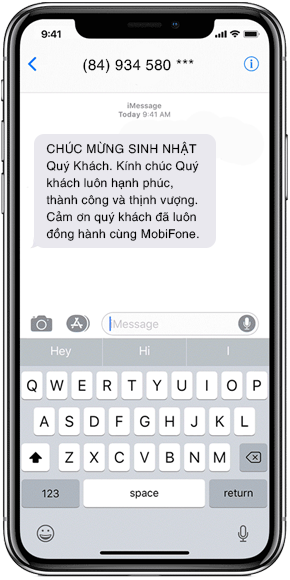 9:41
(84) 934 580 ***
iMessage
Today 9:41 AM
CHÚC MỪNG SINH NHẬT
Quý Khách. Kính chúc Quý
khách luôn hạnh phúc,
thành công và thịnh vượng.
Cảm ơn quý khách đã luôn
đồng hành cùng MobiFone.
Message
Hey Hi I
Q W E R T Y U I O P
A S D F G H J K L
Z X C V B N M
123 space return